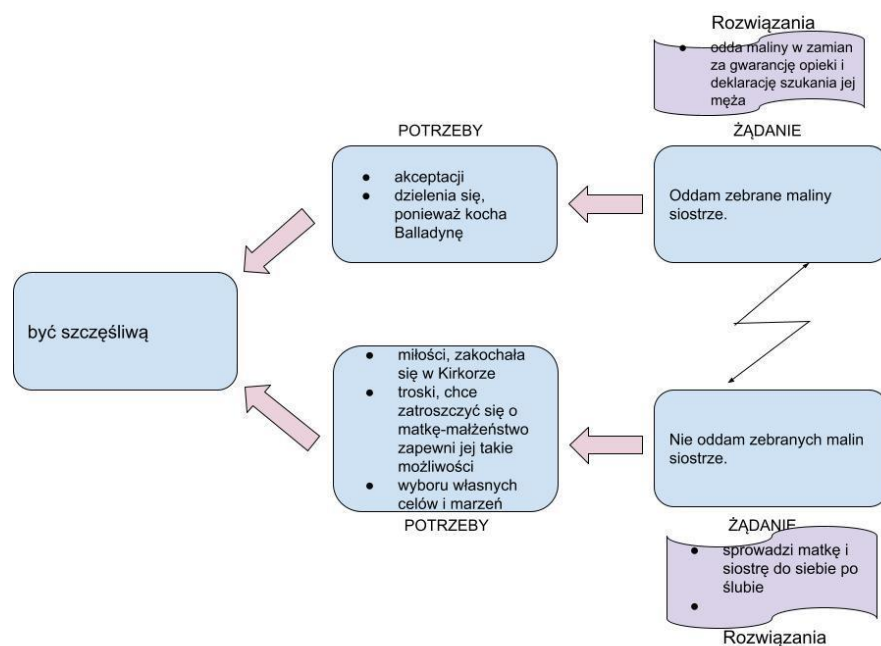 Rozwiązania
● odda maliny w zamian
za gwarancję opieki i
deklarację szukania jej
męża
POTRZEBY
ŻĄDANIE
● akceptacji
● dzielenia się,
ponieważ kocha
Balladynę
Oddam zebrane maliny
siostrze.
być szczęśliwą
● miłości, zakochała
się w Kirkorze
● troski, chce
zatroszczyć się o
matkę-małżeństwo
zapewni jej takie
możliwości
● wyboru własnych
celów i marzeń
POTRZEBY
Nie oddam zebranych malin
siostrze.
ŻĄDANIE
● sprowadzi matkę i
siostrę do siebie po
ślubie
●
Rozwiązania